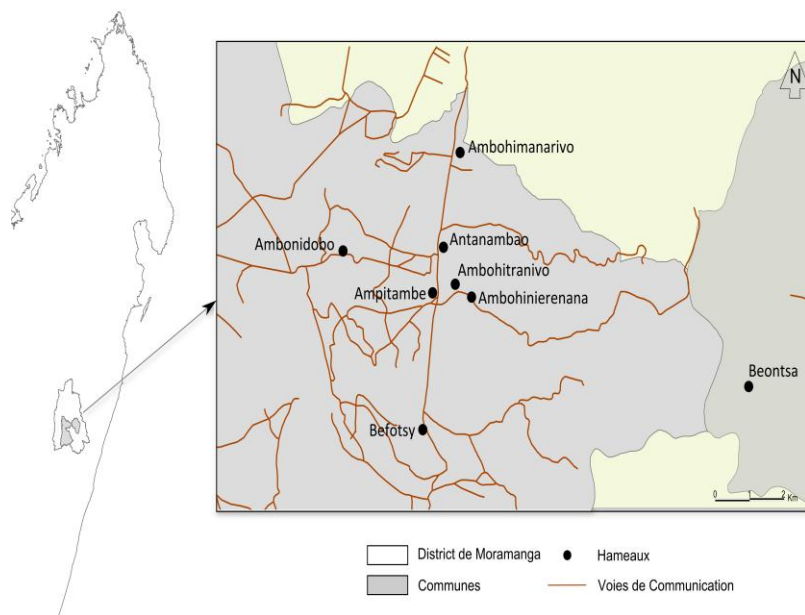 N
Ambohimanarivo
Antanambao
Ambonidobo
Ambohitranivo
Ampitambe
Ambohinierenana
Beontsa
Befotsy
0 2
Km
District de Moramanga
Hameaux
Communes
Voies de Communication